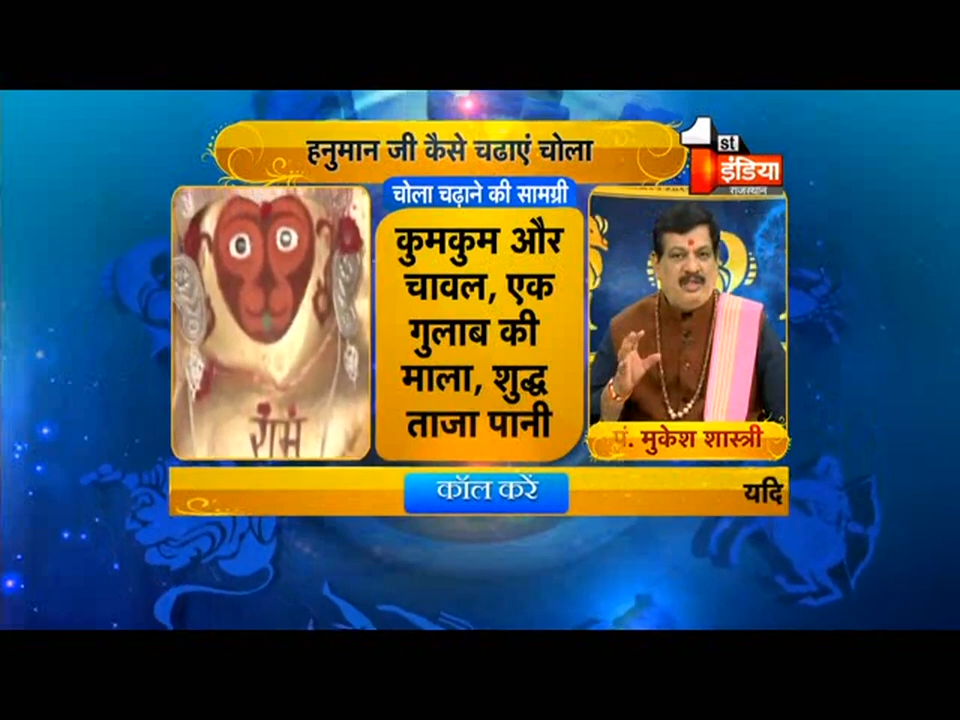 हनुमान जी कैसे चढाएं चोला
1st
इंडिया
राजस्थान
चोला चढ़ाने की सामग्री
कुमकुम और
चावल, एक
गुलाब की
माला, शुद्ध
ताजा पानी
राम
पं. मुकेश शास्त्री
कॉल करें
यदि